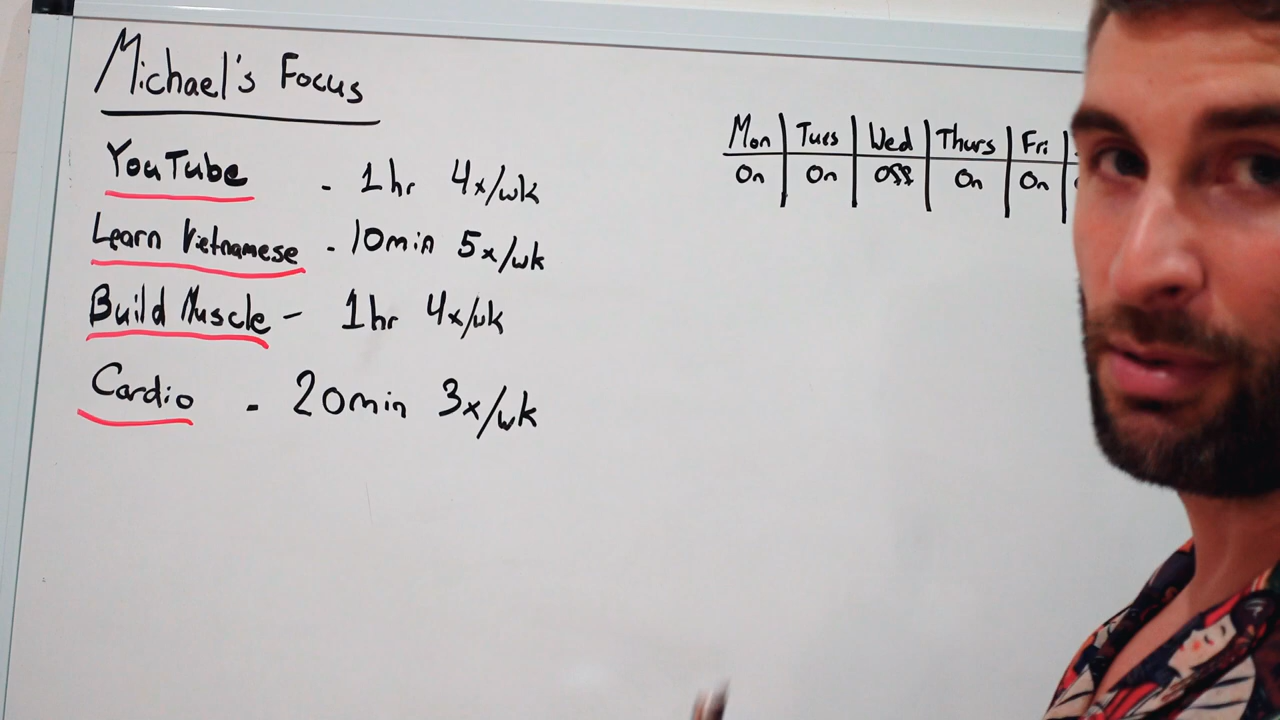 Michael's Focus
YouTube - 1hr 4x/wk
Learn Vietnamese - 10min 5x/wk
Build Muscle - 1hr 4x/wk
Cardio - 20min 3x/wk
Mon Tues Wed Thurs Fri
On On Off On On